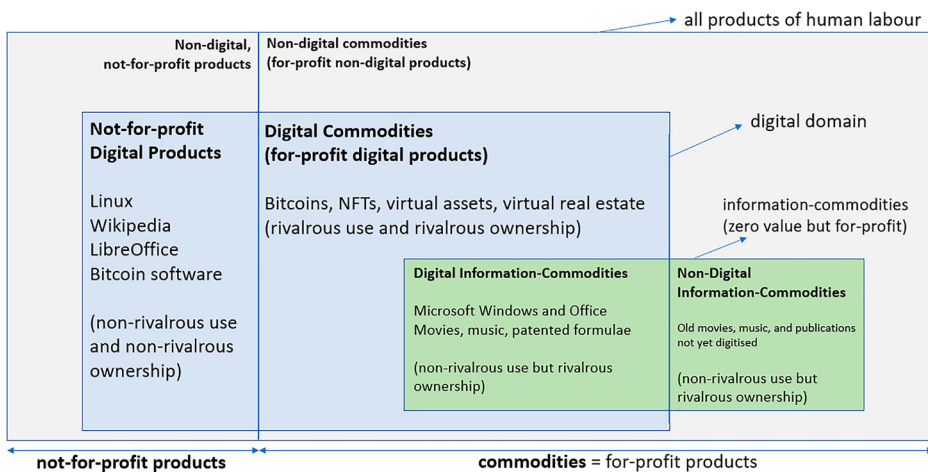 all products of human labour
Non-digital,
not-for-profit products
Non-digital commodities
(for-profit non-digital products)
Not-for-profit
Digital Products
Linux
Wikipedia
LibreOffice
Bitcoin software
(non-rivalrous use
and non-rivalrous
ownership)
Digital Commodities
(for-profit digital products)
Bitcoins, NFTs, virtual assets, virtual real estate
(rivalrous use and rivalrous ownership)
digital domain
information-commodities
(zero value but for-profit)
Digital Information-Commodities
Microsoft Windows and Office
Movies, music, patented formulae
(non-rivalrous use but rivalrous
ownership)
Non-Digital
Information-Commodities
Old movies, music, and publications
not yet digitised
(non-rivalrous use but
rivalrous ownership)
not-for-profit products
commodities = for-profit products